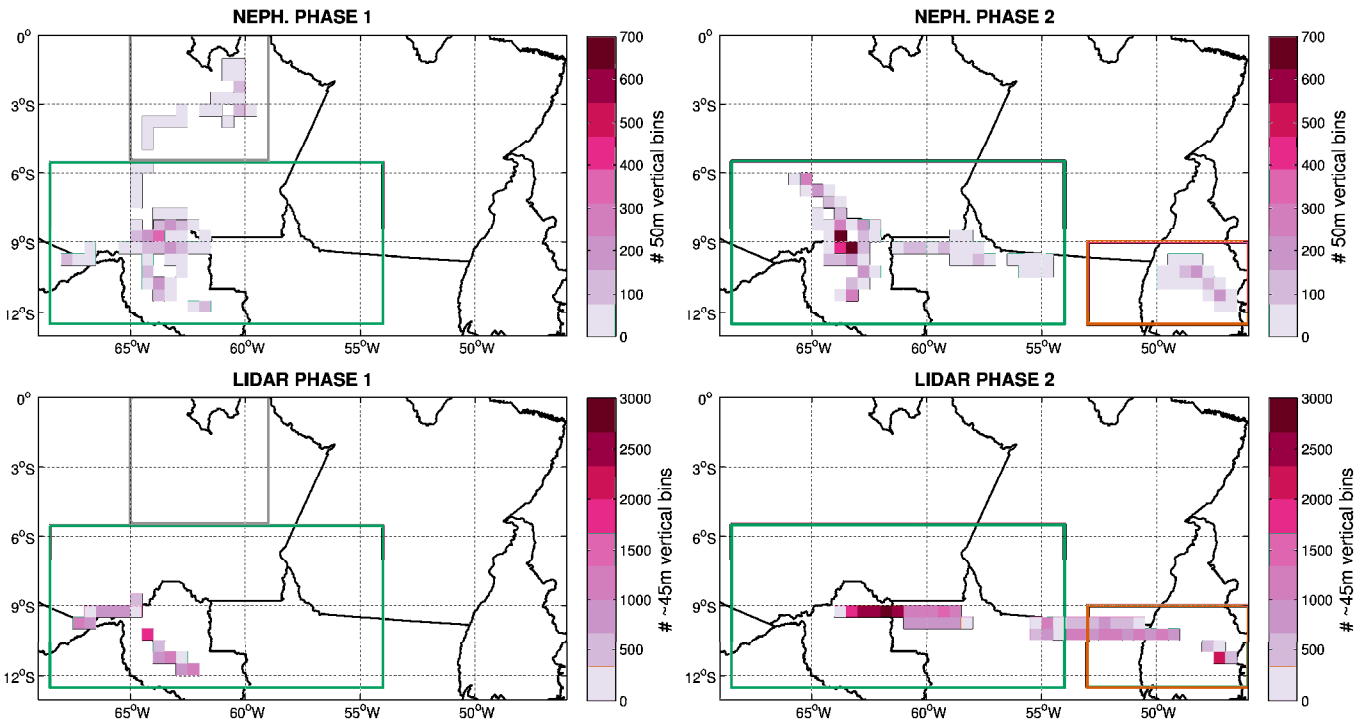 NEPH. PHASE 1
0°
3°S
6°S
9°S
12°S
65°W 60°W 55°W 50°W
700
600
500
400
300
200
100
0
# 50m vertical bins
NEPH. PHASE 2
0°
3°S
6°S
9°S
12°S
65°W 60°W 55°W 50°W
700
600
500
400
300
200
100
0
# 50m vertical bins
LIDAR PHASE 1
0°
3°S
6°S
9°S
12°S
65°W 60°W 55°W 50°W
3000
2500
2000
1500
1000
500
0
# ~45m vertical bins
LIDAR PHASE 2
0°
3°S
6°S
9°S
12°S
65°W 60°W 55°W 50°W
3000
2500
2000
1500
1000
500
0
# ~45m vertical bins